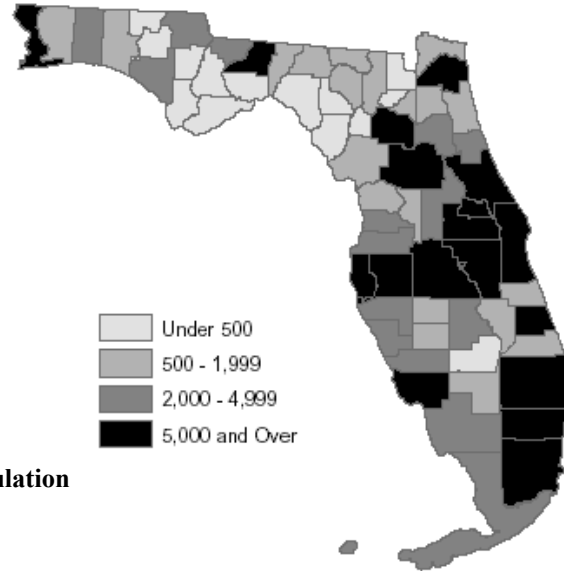 Under 500
500 - 1,999
2,000 - 4,999
5,000 and Over
ulation